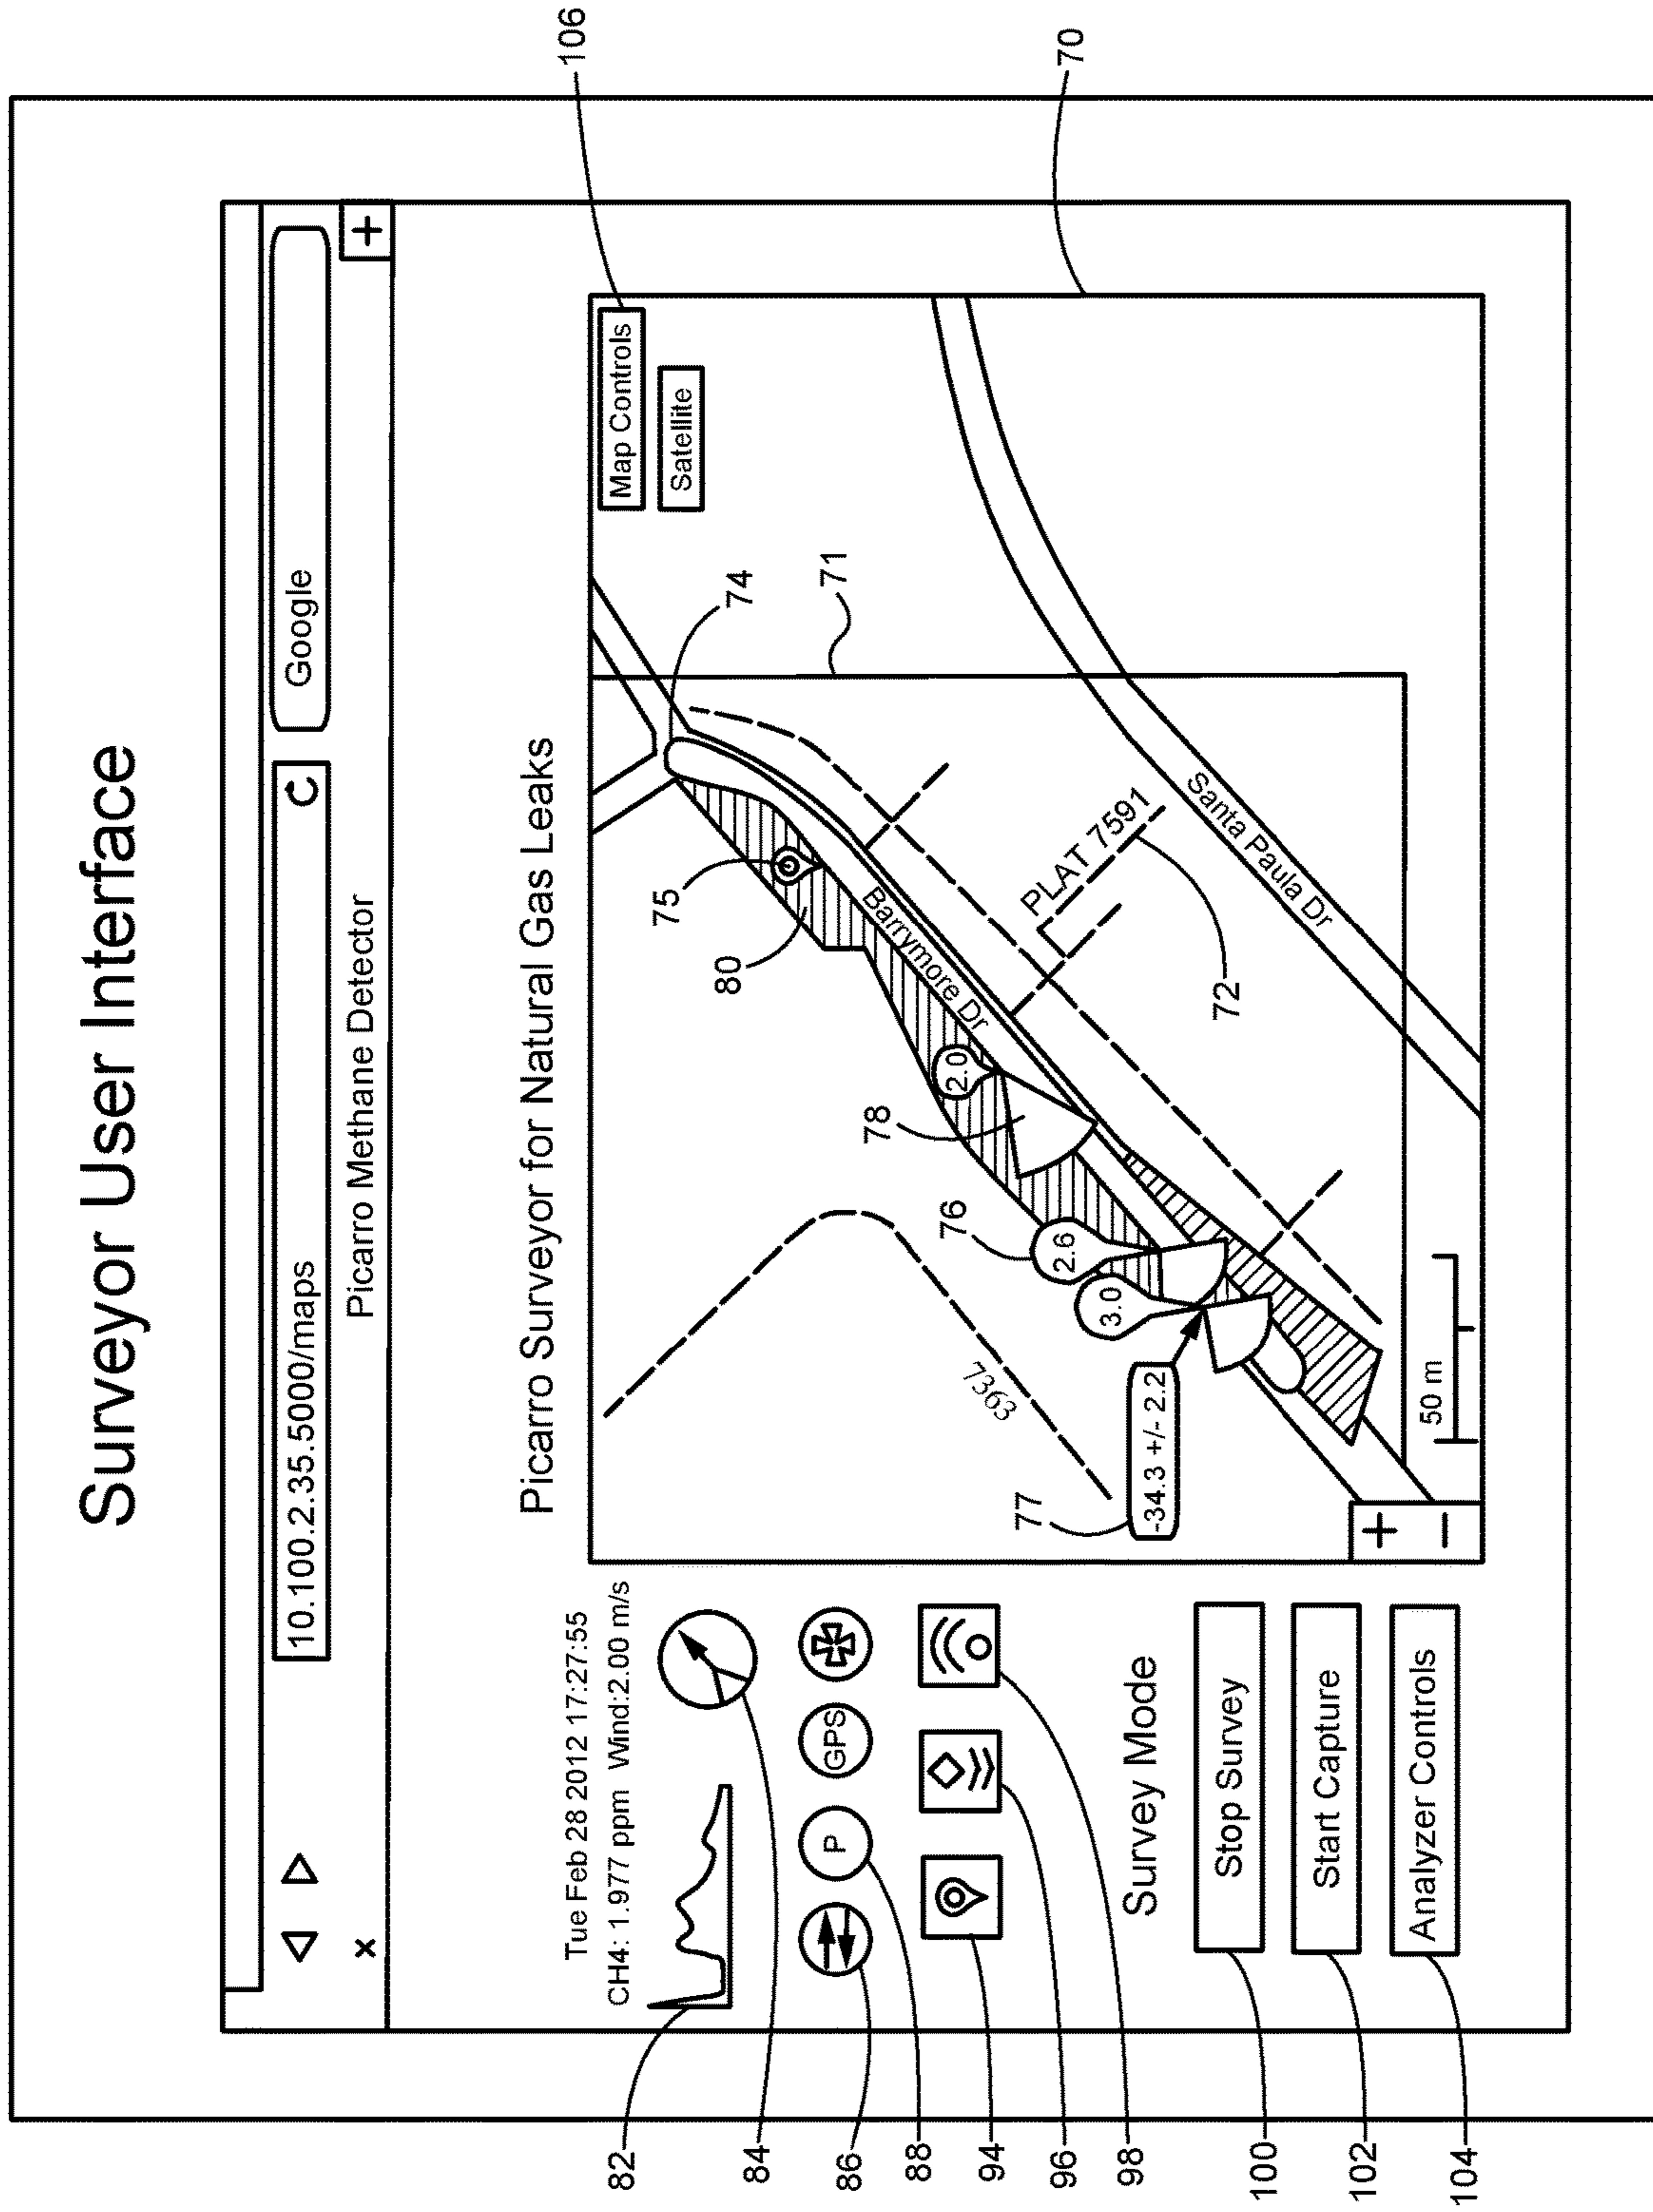 Surveyor User Interface
10.100.2.35.5000/maps
Google
×
Picarro Methane Detector
+
Picarro Surveyor for Natural Gas Leaks
Tue Feb 28 2012 17:27:55
CH4: 1.977 ppm Wind:2.00 m/s
P
GPS
Survey Mode
Stop Survey
Start Capture
Analyzer Controls
Map Controls
Satellite
Barrymore Dr
PLAT 7591
Santa Paula Dr
2.0
2.6
3.0
7363
-34.3 +/- 2.2
+
−
50 m
82
84
86
88
94
96
98
100
102
104
106
70
74
71
75
80
72
78
76
77